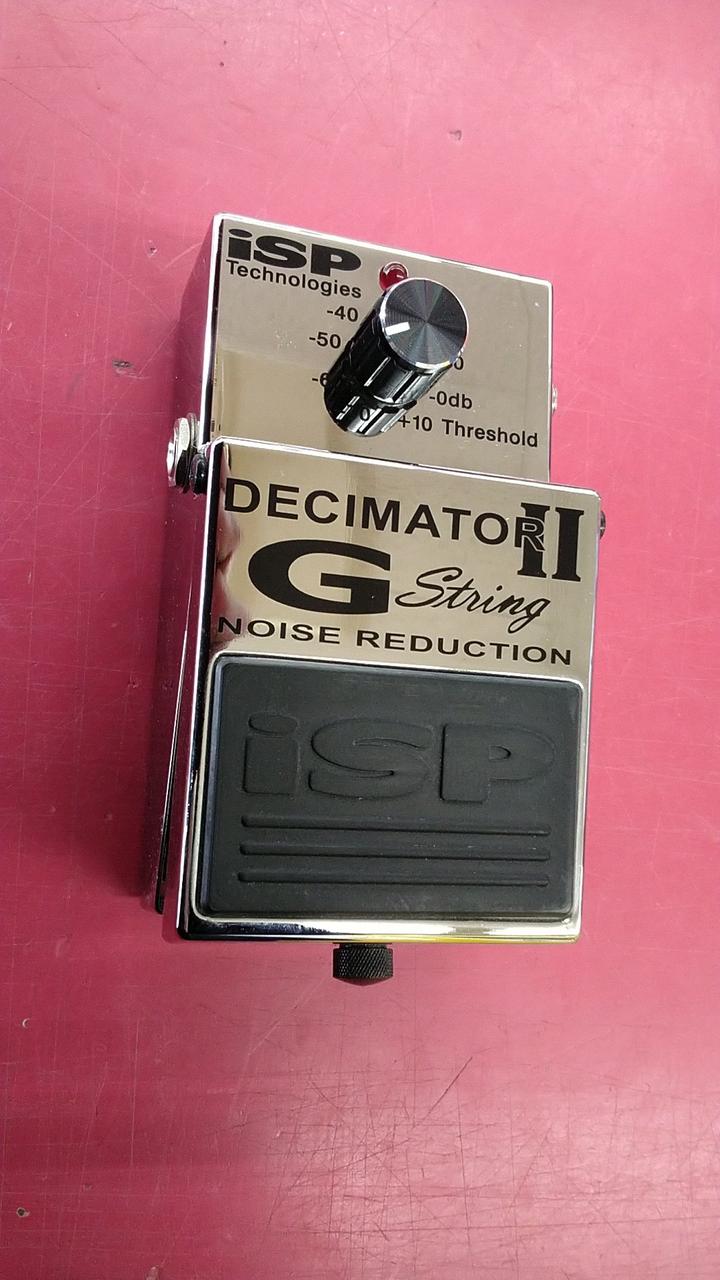 iSP
Technologies
-40
-50
-0db
+10 Threshold
DECIMATOR II
G String
NOISE REDUCTION
iSP